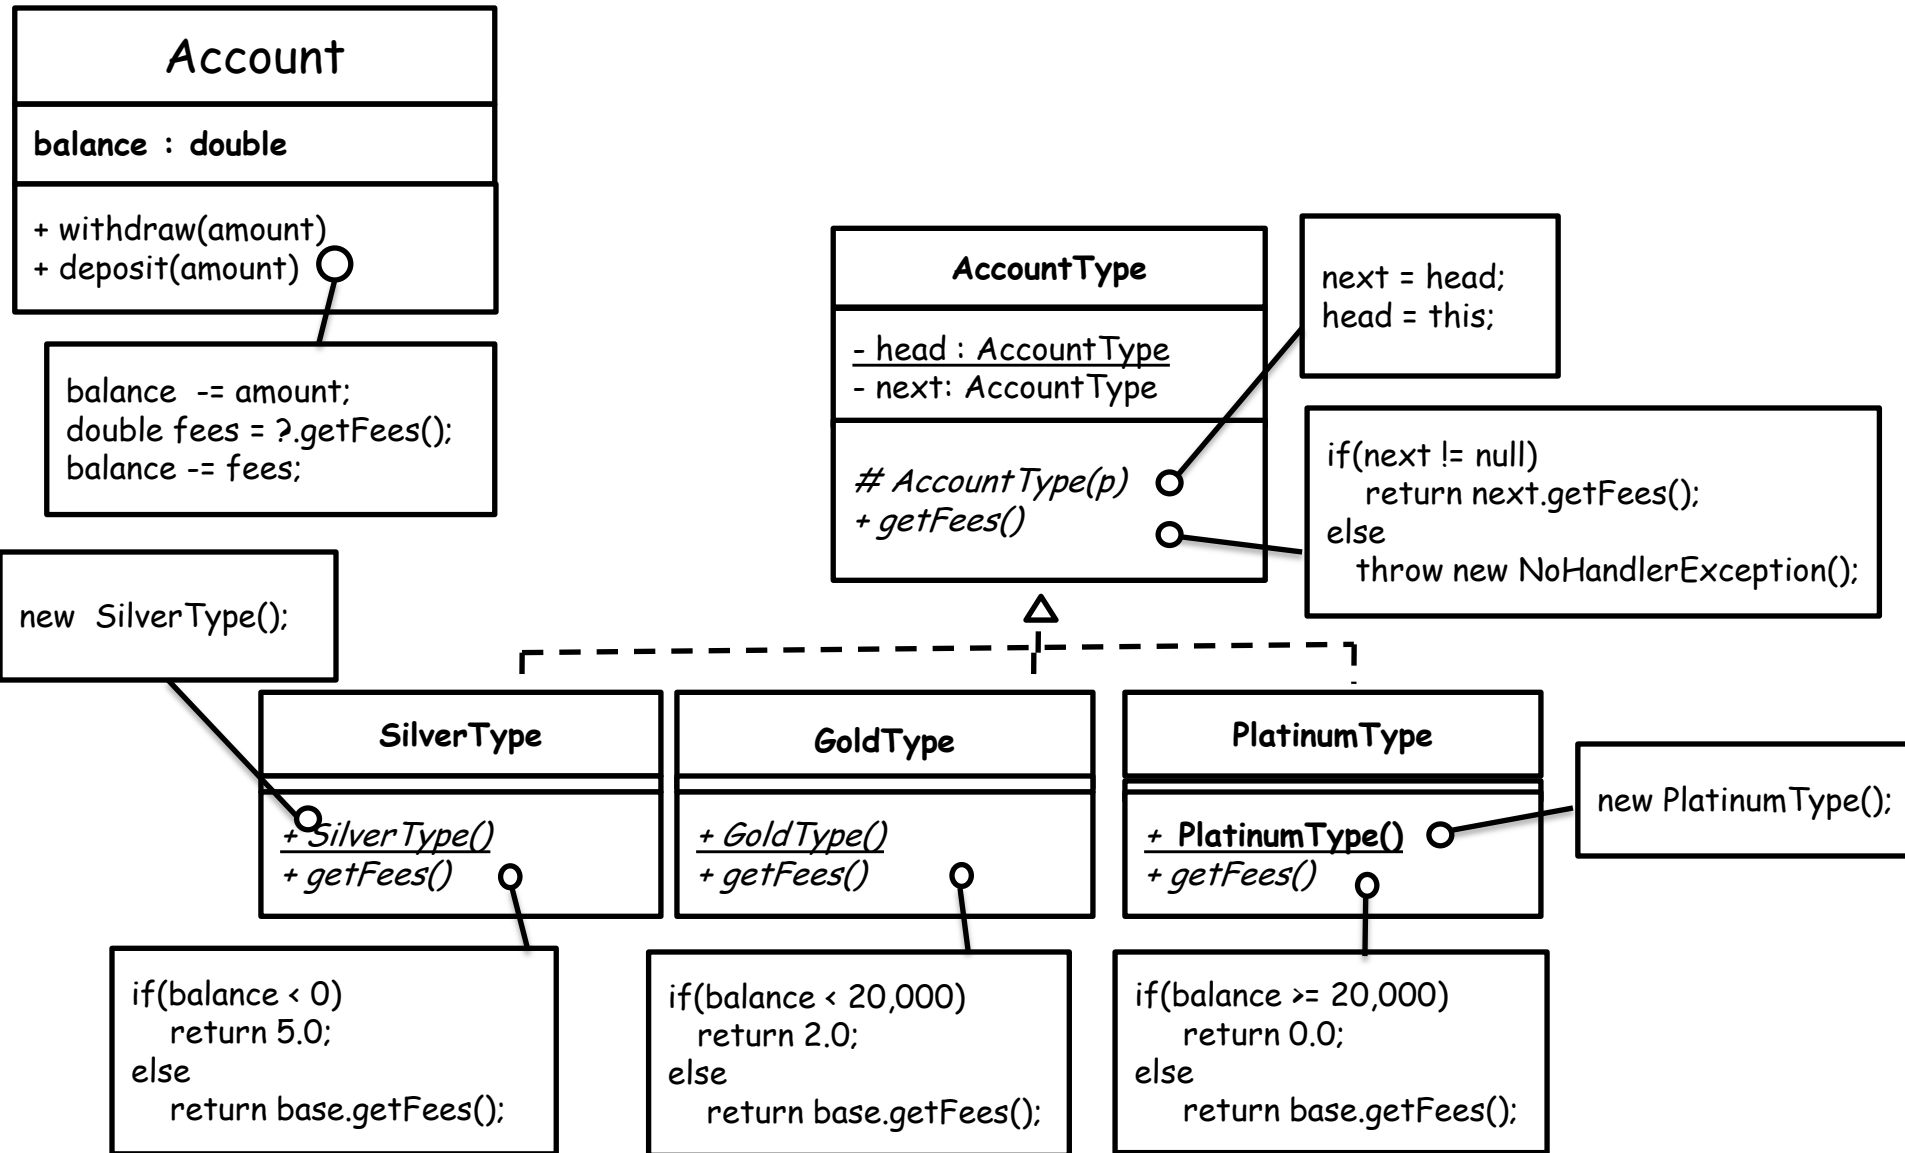 Account
balance : double
+ withdraw(amount)
+ deposit(amount)
balance -= amount;
double fees = ?.getFees();
balance -= fees;
AccountType
- head : AccountType
- next: AccountType
# AccountType(p)
+ getFees()
next = head;
head = this;
if(next != null)
return next.getFees();
else
throw new NoHandlerException();
new SilverType();
SilverType
+ SilverType()
+ getFees()
GoldType
+ GoldType()
+ getFees()
PlatinumType
+ PlatinumType()
+ getFees()
new PlatinumType();
if(balance < 0)
return 5.0;
else
return base.getFees();
if(balance < 20,000)
return 2.0;
else
return base.getFees();
if(balance >= 20,000)
return 0.0;
else
return base.getFees();